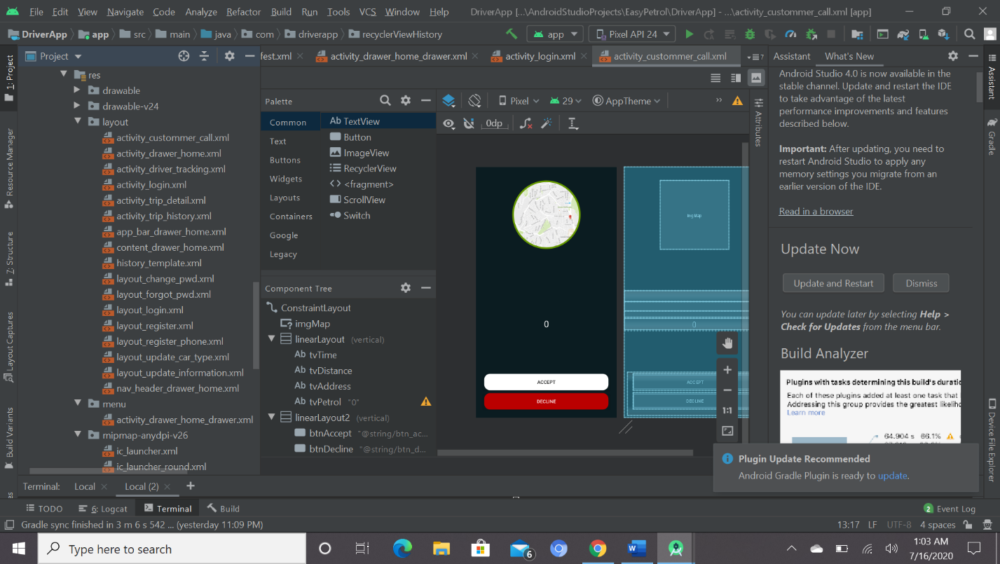 File Edit View Navigate Code Analyze Refactor Build Run Tools VCS Window Help DriverApp [...\AndroidStudioProjects\EasyPetrol\DriverApp] - ...\activity_custommer_call.xml [app]
DriverApp app src main java com driverapp recyclerViewHistory app Pixel API 24
Project fest.xml activity_drawer_home_drawer.xml activity_login.xml activity_custommer_call.xml 7 Assistant What's New
1: Project
Resource Manager
7: Structure
Layout Captures
Build Variants
res
drawable
drawable-v24
layout
activity_custommer_call.xml
activity_drawer_home.xml
activity_driver_tracking.xml
activity_login.xml
activity_trip_detail.xml
activity_trip_history.xml
app_bar_drawer_home.xml
content_drawer_home.xml
history_template.xml
layout_change_pwd.xml
layout_forgot_pwd.xml
layout_login.xml
layout_register.xml
layout_register_phone.xml
layout_update_car_type.xml
layout_update_information.xml
nav_header_drawer_home.xml
menu
activity_drawer_home_drawer.xml
mipmap-anydpi-v26
ic_launcher.xml
ic_launcher_round.xml
Palette
Common
Text
Buttons
Widgets
Layouts
Containers
Google
Legacy
Ab TextView
Button
ImageView
RecyclerView
<fragment>
ScrollView
Switch
Component Tree
ConstraintLayout
imgMap
linearLayout (vertical)
Ab tvTime
Ab tvDistance
Ab tvAddress
Ab tvPetrol "0"
linearLayout2 (vertical)
btnAccept "@string/btn_ac...
btnDecline "@string/btn_d...
Pixel 29 AppTheme
0dp
0
ACCEPT
DECLINE
ImgMap
0
ACCEPT
DECLINE
1:1
Attributes
Android Studio 4.0 is now available in the
stable channel. Update and restart the IDE
to take advantage of the latest
performance improvements and features
described below.
Important: After updating, you need to
restart Android Studio to apply any
memory settings you migrate from an
earlier version of the IDE.
Read in a browser
Update Now
Update and Restart Dismiss
You can update later by selecting Help >
Check for Updates from the menu bar.
Build Analyzer
Plugins with tasks determining this build's duratic
Each of these plugins added at least one task that
Addressing this group provides the greatest likeliho
Learn more
64.904 s 66.1%
Plugin Update Recommended
Android Gradle Plugin is ready to update.
Assistant
Gradle
Device File Explorer
Terminal: Local Local (2)
TODO 6: Logcat Terminal Build 2 Event Log
Gradle sync finished in 3 m 6 s 542 ... (yesterday 11:09 PM) 13:17 LF UTF-8 4 spaces
Type here to search 6 1:03 AM
7/16/2020